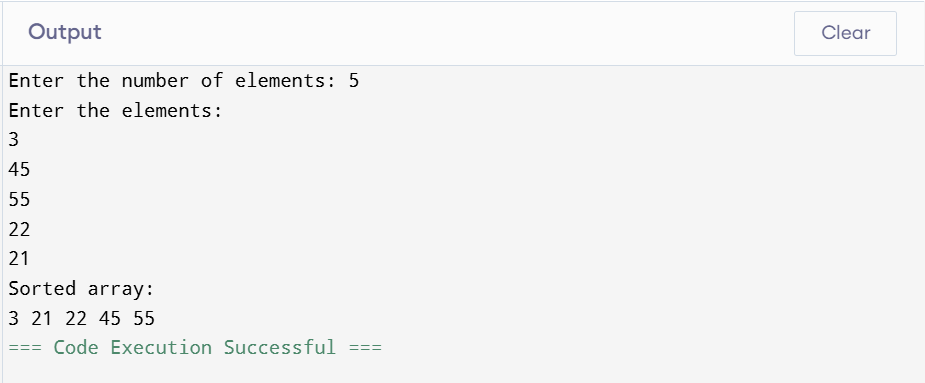 Output
Clear
Enter the number of elements: 5
Enter the elements:
3
45
55
22
21
Sorted array:
3 21 22 45 55
=== Code Execution Successful ===